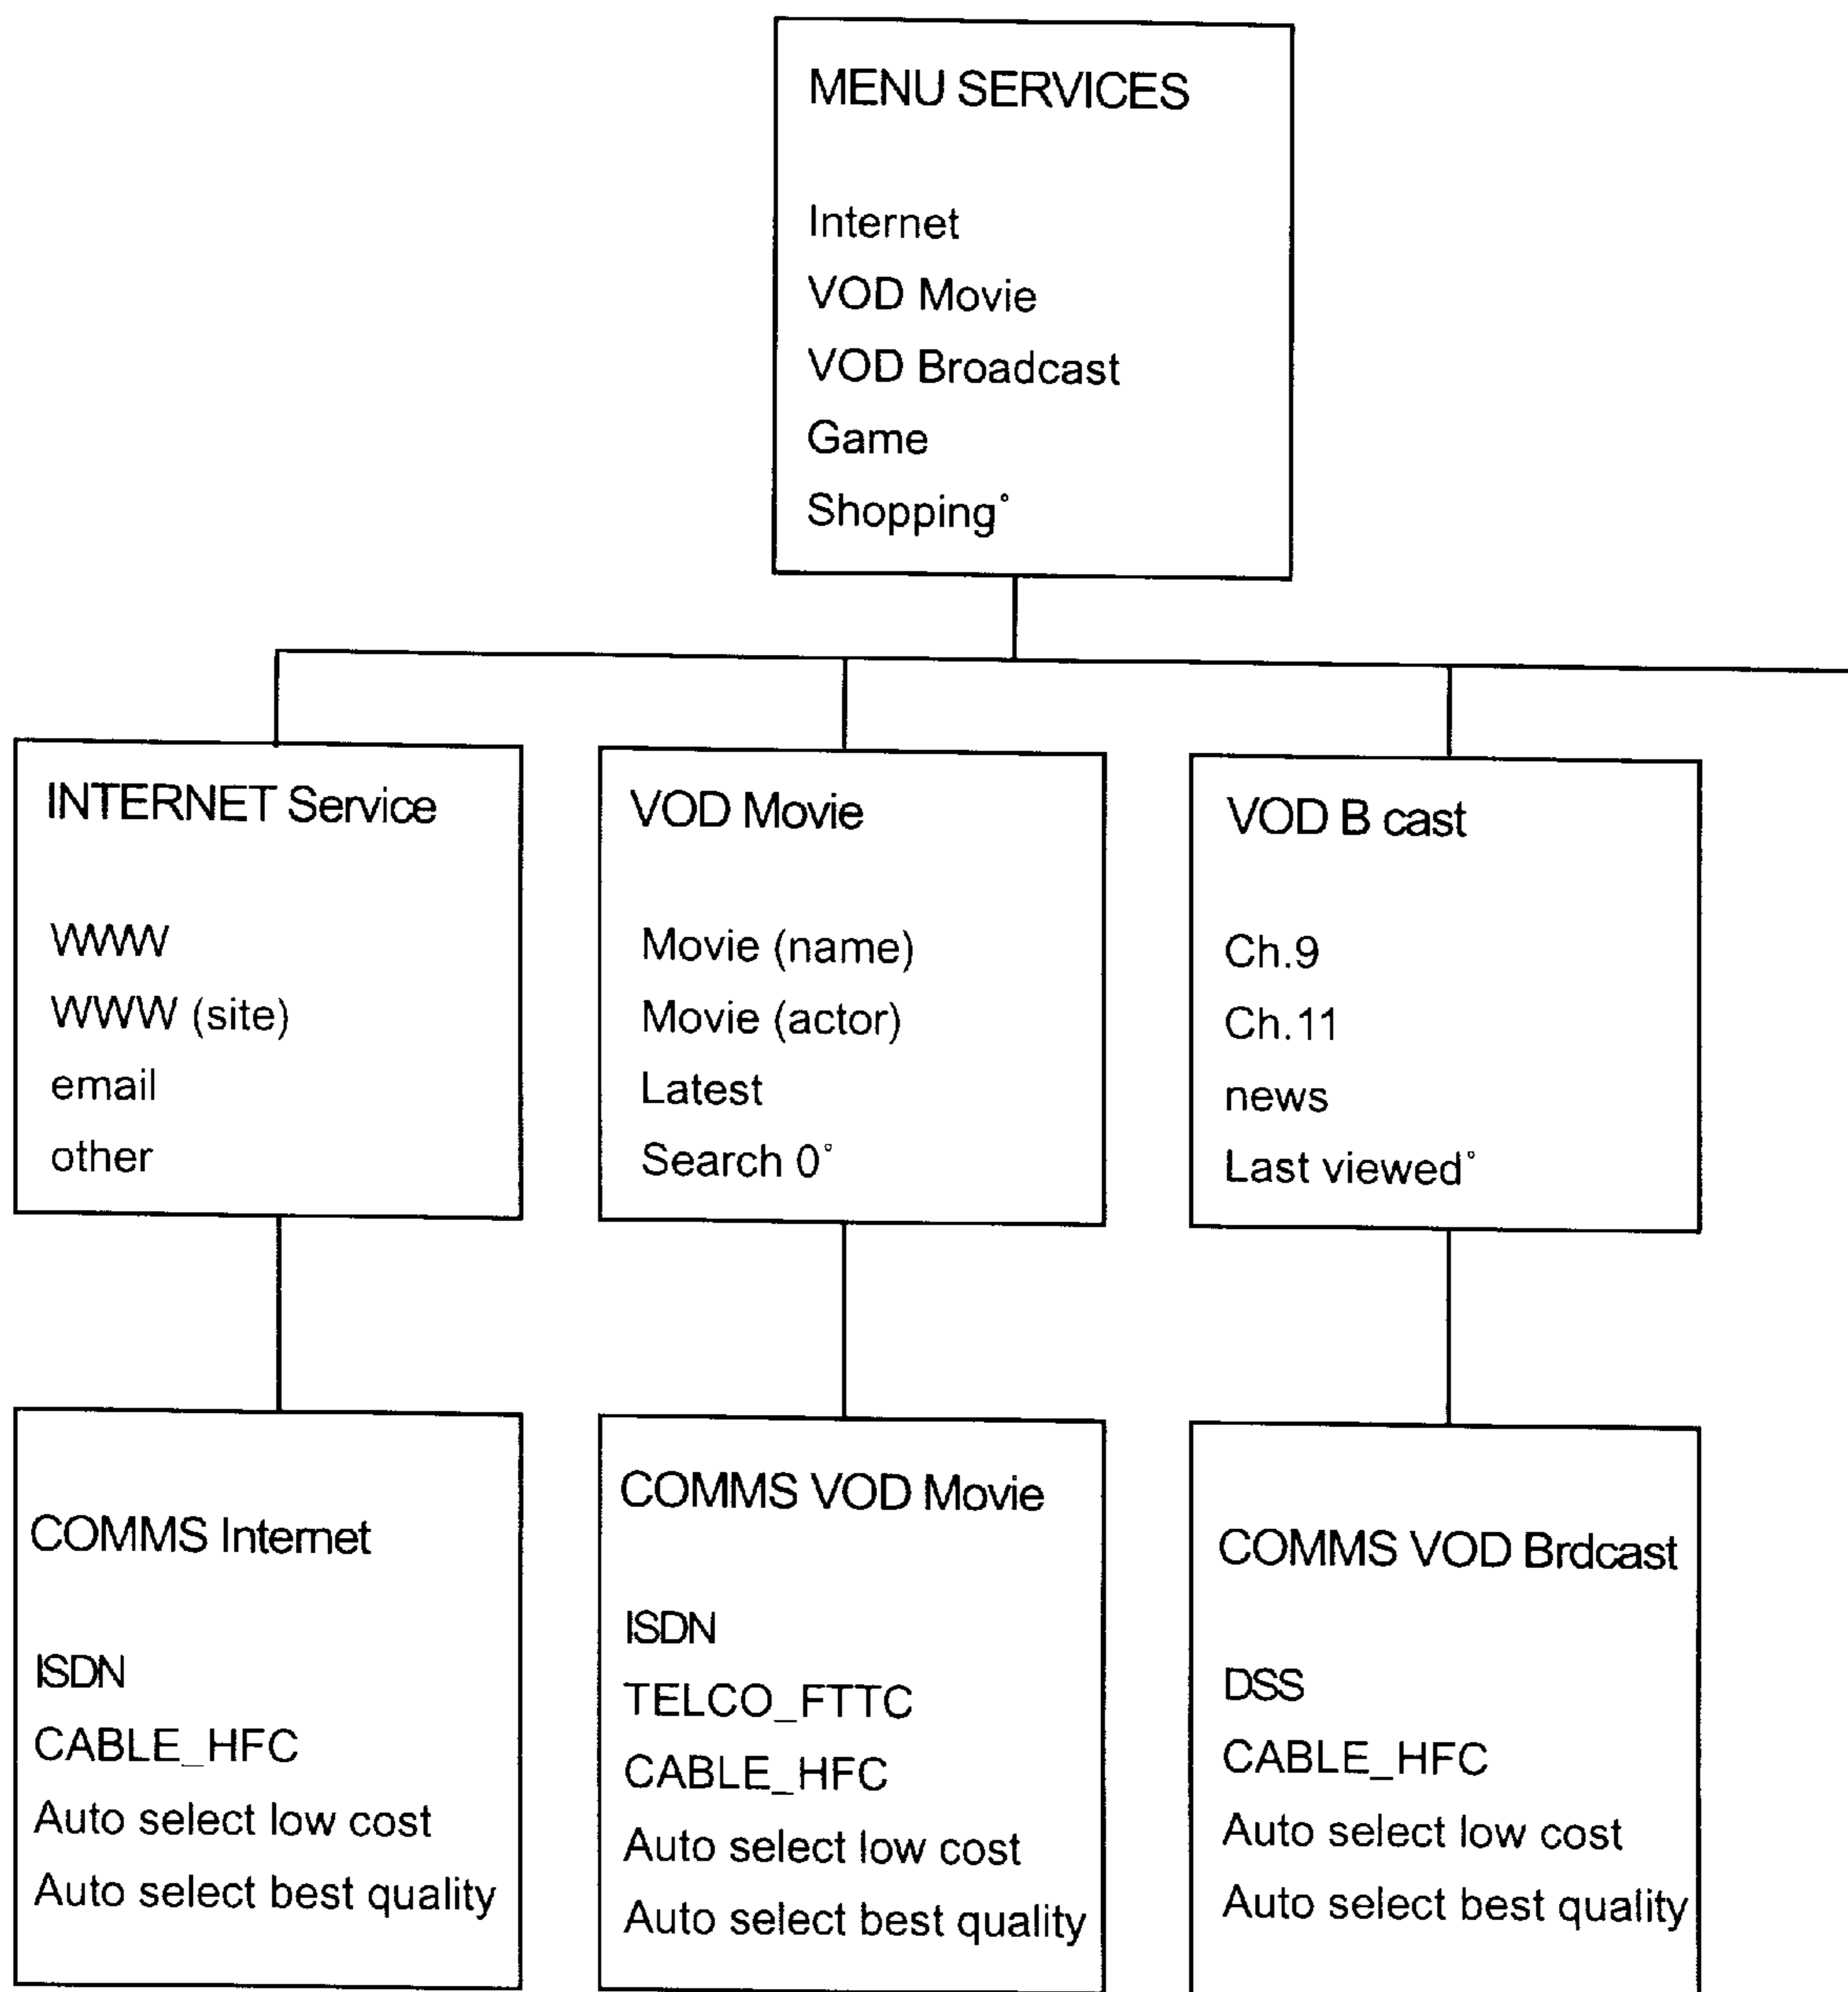 MENU SERVICES
Internet
VOD Movie
VOD Broadcast
Game
Shopping°
INTERNET Service
WWW
WWW (site)
email
other
VOD Movie
Movie (name)
Movie (actor)
Latest
Search 0°
VOD B cast
Ch.9
Ch.11
news
Last viewed°
COMMS Internet
ISDN
CABLE_HFC
Auto select low cost
Auto select best quality
COMMS VOD Movie
ISDN
TELCO_FTTC
CABLE_HFC
Auto select low cost
Auto select best quality
COMMS VOD Brdcast
DSS
CABLE_HFC
Auto select low cost
Auto select best quality